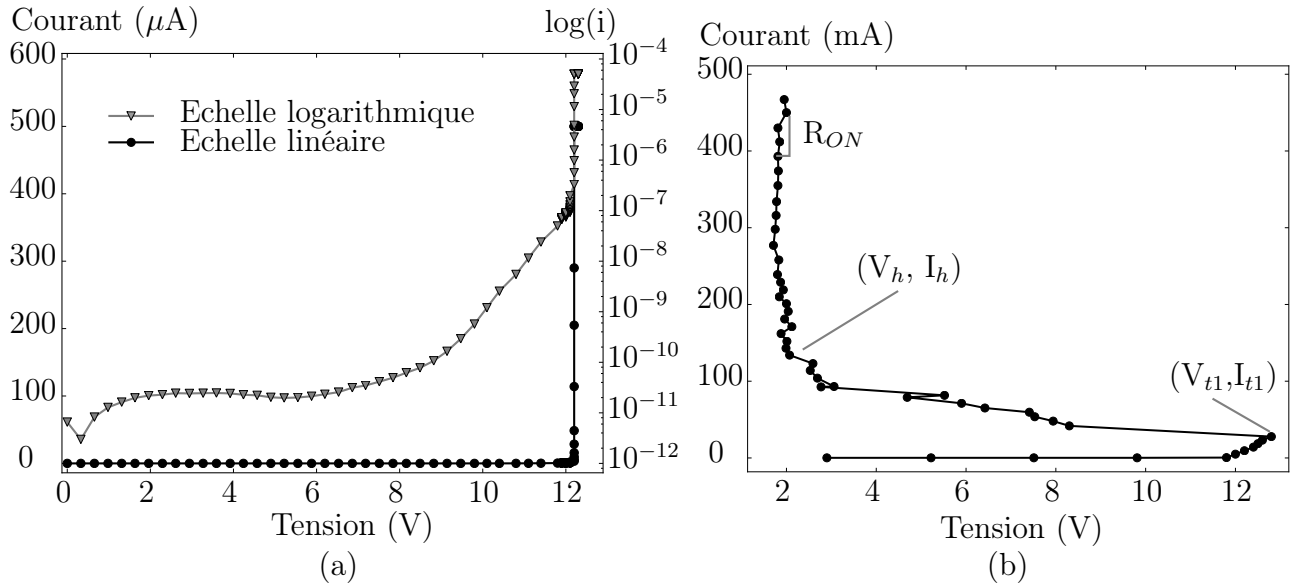 Courant (μA)
log(i)
600
500
400
300
200
100
0
10⁻⁴
10⁻⁵
10⁻⁶
10⁻⁷
10⁻⁸
10⁻⁹
10⁻¹⁰
10⁻¹¹
10⁻¹²
Echelle logarithmique
Echelle linéaire
0 2 4 6 8 10 12
Tension (V)
(a)
Courant (mA)
500
400
300
200
100
0
R_ON
(V_h, I_h)
(V_t1,I_t1)
2 4 6 8 10 12
Tension (V)
(b)